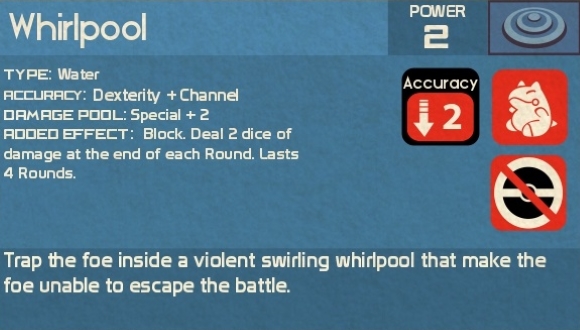 Whirlpool
POWER
2
TYPE: Water
ACCURACY: Dexterity + Channel
DAMAGE POOL: Special + 2
ADDED EFFECT: Block. Deal 2 dice of
damage at the end of each Round. Lasts
4 Rounds.
Accuracy
2
Trap the foe inside a violent swirling whirlpool that make the
foe unable to escape the battle.